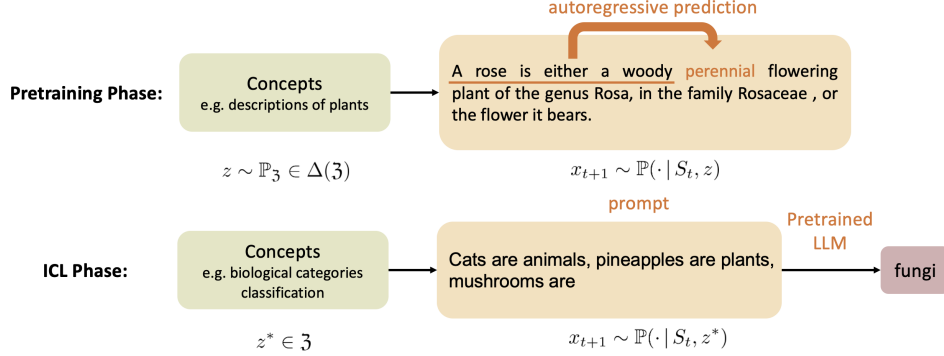 autoregressive prediction
Pretraining Phase:
Concepts
e.g. descriptions of plants
A rose is either a woody perennial flowering
plant of the genus Rosa, in the family Rosaceae , or
the flower it bears.
z ∼ ℙ_ℨ ∈ Δ(ℨ)
x_{t+1} ∼ ℙ(· | S_t, z)
ICL Phase:
Concepts
e.g. biological categories
classification
prompt
Cats are animals, pineapples are plants,
mushrooms are
Pretrained
LLM
fungi
z* ∈ ℨ
x_{t+1} ∼ ℙ(· | S_t, z*)